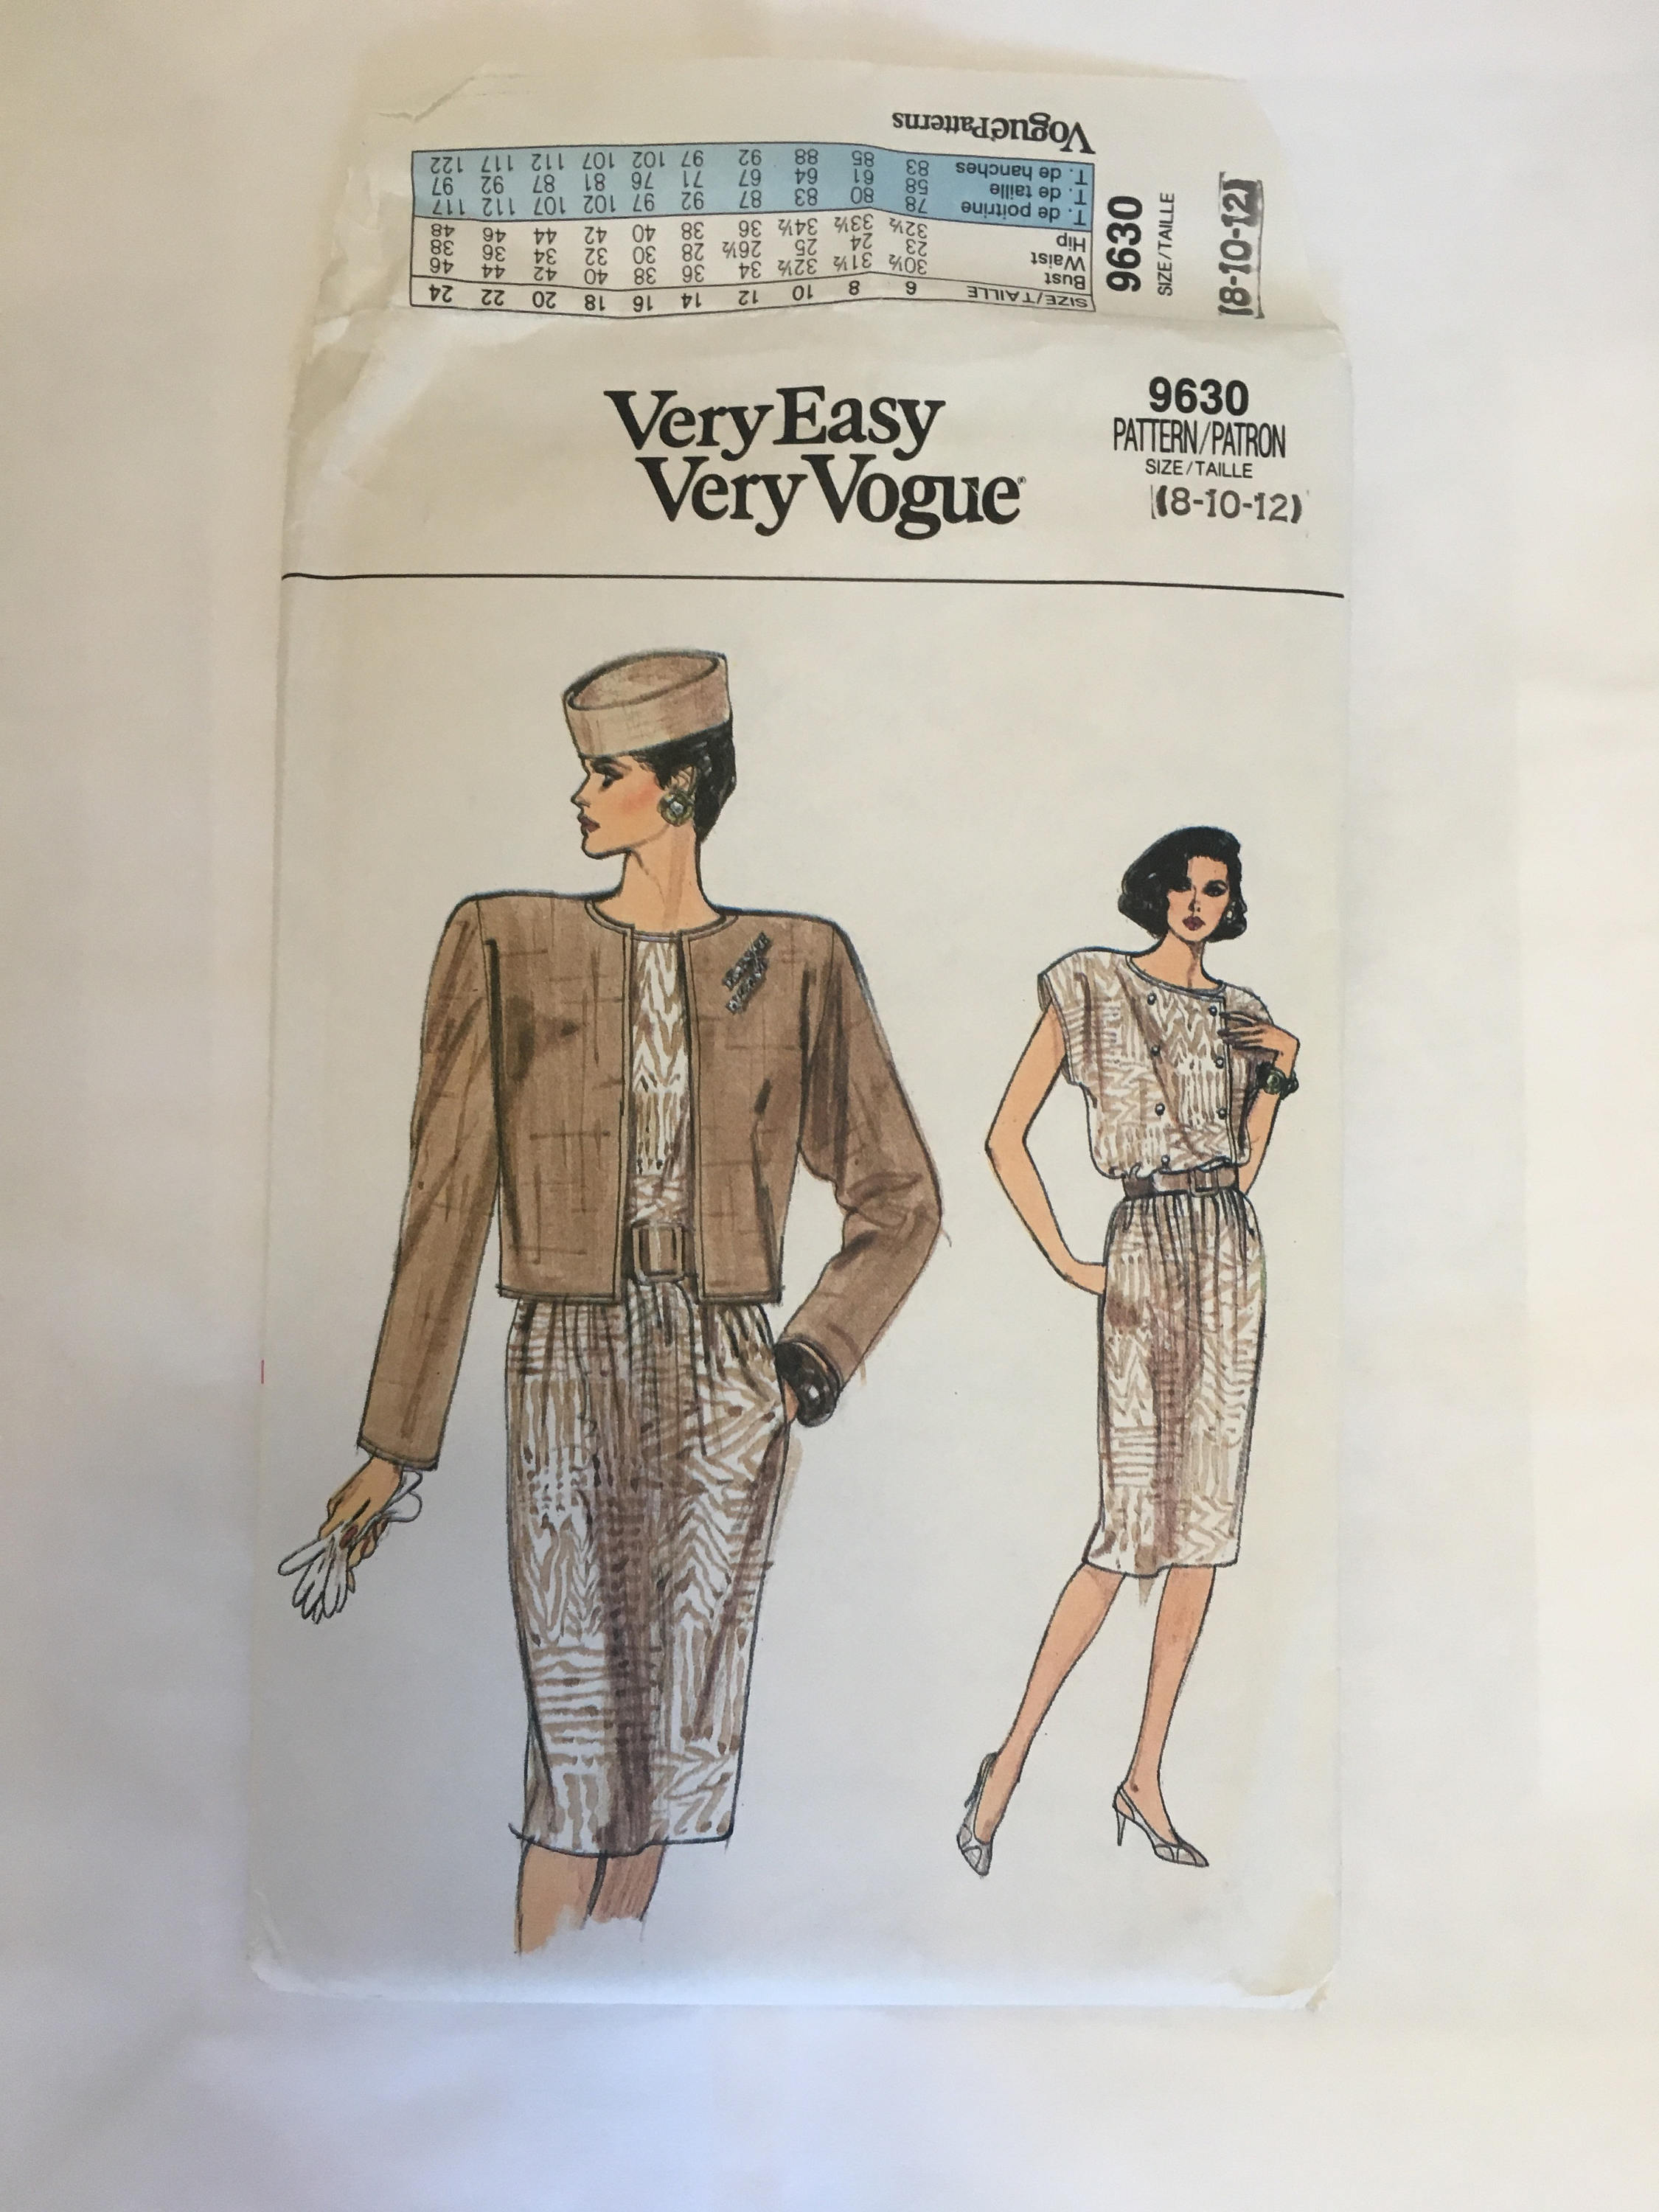 VoguePatterns
SIZE/TAILLE 6 8 10 12 14 16 18 20 22 24
Bust 30½ 31½ 32½ 34 36 38 40 42 44 46
Waist 23 24 25 26½ 28 30 32 34 36 38
Hip 32½ 33½ 34½ 36 38 40 42 44 46 48
T. de poitrine 78 80 83 87 92 97 102 107 112 117
T. de taille 58 61 64 67 71 76 81 87 92 97
T. de hanches 83 85 88 92 97 102 107 112 117 122
9630
SIZE/TAILLE
(8-10-12)
Very Easy
Very Vogue
9630
PATTERN/PATRON
SIZE/TAILLE
(8-10-12)